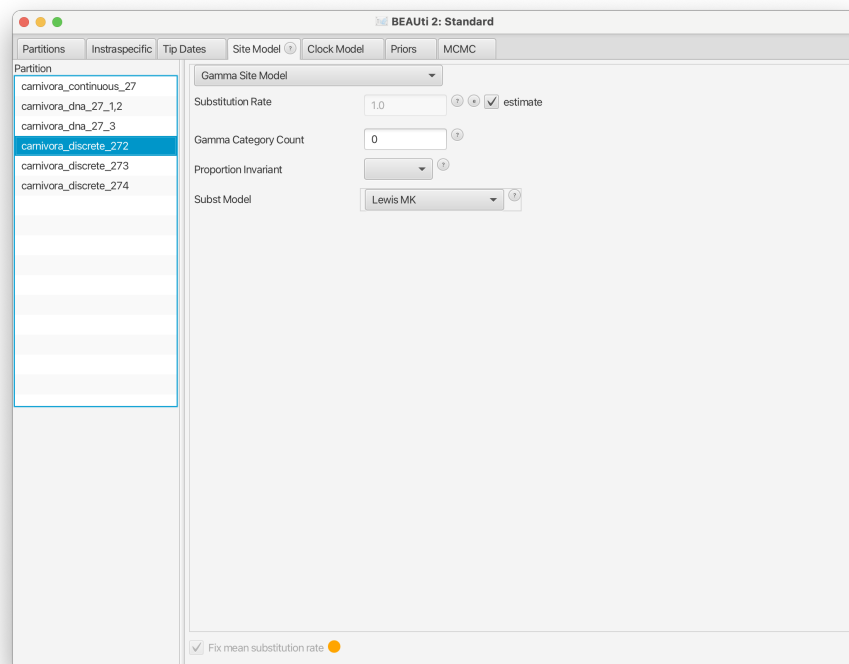 BEAUti 2: Standard
Partitions Instraspecific Tip Dates Site Model ? Clock Model Priors MCMC
Partition
carnivora_continuous_27
carnivora_dna_27_1,2
carnivora_dna_27_3
carnivora_discrete_272
carnivora_discrete_273
carnivora_discrete_274
Gamma Site Model
Substitution Rate 1.0 ? estimate
Gamma Category Count 0 ?
Proportion Invariant ?
Subst Model Lewis MK ?
Fix mean substitution rate